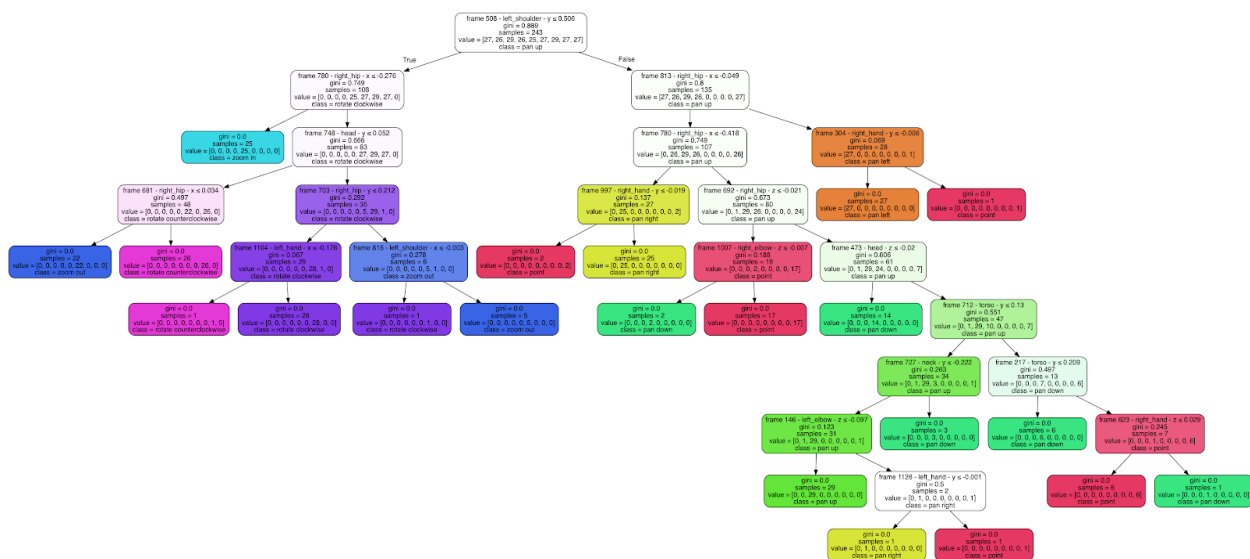 frame 508 - left_shoulder - y ≤ 0.506
gini = 0.889
samples = 243
value = [27, 26, 29, 26, 25, 27, 29, 27, 27]
class = pan up
True
False
frame 780 - right_hip - x ≤ -0.276
gini = 0.749
samples = 108
value = [0, 0, 0, 0, 25, 27, 29, 27, 0]
class = rotate clockwise
frame 813 - right_hip - x ≤ -0.049
gini = 0.8
samples = 135
value = [27, 26, 29, 26, 0, 0, 0, 0, 27]
class = pan up
gini = 0.0
samples = 25
value = [0, 0, 0, 0, 25, 0, 0, 0, 0]
class = zoom in
frame 748 - head - y ≤ 0.052
gini = 0.666
samples = 83
value = [0, 0, 0, 0, 0, 27, 29, 27, 0]
class = rotate clockwise
frame 780 - right_hip - x ≤ -0.418
gini = 0.749
samples = 107
value = [0, 26, 29, 26, 0, 0, 0, 0, 26]
class = pan up
frame 304 - right_hand - y ≤ -0.006
gini = 0.069
samples = 28
value = [27, 0, 0, 0, 0, 0, 0, 0, 1]
class = pan left
frame 681 - right_hip - x ≤ 0.034
gini = 0.497
samples = 48
value = [0, 0, 0, 0, 0, 22, 0, 26, 0]
class = rotate counterclockwise
frame 703 - right_hip - y ≤ 0.212
gini = 0.292
samples = 35
value = [0, 0, 0, 0, 0, 5, 29, 1, 0]
class = rotate clockwise
frame 997 - right_hand - y ≤ -0.019
gini = 0.137
samples = 27
value = [0, 25, 0, 0, 0, 0, 0, 0, 2]
class = pan right
frame 692 - right_hip - z ≤ -0.021
gini = 0.673
samples = 80
value = [0, 1, 29, 26, 0, 0, 0, 0, 24]
class = pan up
gini = 0.0
samples = 27
value = [27, 0, 0, 0, 0, 0, 0, 0, 0]
class = pan left
gini = 0.0
samples = 1
value = [0, 0, 0, 0, 0, 0, 0, 0, 1]
class = point
gini = 0.0
samples = 22
value = [0, 0, 0, 0, 0, 22, 0, 0, 0]
class = zoom out
gini = 0.0
samples = 26
value = [0, 0, 0, 0, 0, 0, 0, 26, 0]
class = rotate counterclockwise
frame 1104 - left_hand - x ≤ -0.176
gini = 0.067
samples = 29
value = [0, 0, 0, 0, 0, 0, 28, 1, 0]
class = rotate clockwise
frame 816 - left_shoulder - x ≤ -0.003
gini = 0.278
samples = 6
value = [0, 0, 0, 0, 0, 5, 1, 0, 0]
class = zoom out
gini = 0.0
samples = 2
value = [0, 0, 0, 0, 0, 0, 0, 0, 2]
class = point
gini = 0.0
samples = 25
value = [0, 25, 0, 0, 0, 0, 0, 0, 0]
class = pan right
frame 1007 - right_elbow - z ≤ -0.007
gini = 0.188
samples = 19
value = [0, 0, 0, 2, 0, 0, 0, 0, 17]
class = point
frame 473 - head - z ≤ -0.02
gini = 0.606
samples = 61
value = [0, 1, 29, 24, 0, 0, 0, 0, 7]
class = pan up
gini = 0.0
samples = 1
value = [0, 0, 0, 0, 0, 0, 0, 1, 0]
class = rotate counterclockwise
gini = 0.0
samples = 28
value = [0, 0, 0, 0, 0, 0, 28, 0, 0]
class = rotate clockwise
gini = 0.0
samples = 1
value = [0, 0, 0, 0, 0, 0, 1, 0, 0]
class = rotate clockwise
gini = 0.0
samples = 5
value = [0, 0, 0, 0, 0, 5, 0, 0, 0]
class = zoom out
gini = 0.0
samples = 2
value = [0, 0, 0, 2, 0, 0, 0, 0, 0]
class = pan down
gini = 0.0
samples = 17
value = [0, 0, 0, 0, 0, 0, 0, 0, 17]
class = point
gini = 0.0
samples = 14
value = [0, 0, 0, 14, 0, 0, 0, 0, 0]
class = pan down
frame 712 - torso - y ≤ 0.13
gini = 0.551
samples = 47
value = [0, 1, 29, 10, 0, 0, 0, 0, 7]
class = pan up
frame 727 - neck - y ≤ -0.222
gini = 0.263
samples = 34
value = [0, 1, 29, 3, 0, 0, 0, 0, 1]
class = pan up
frame 217 - torso - y ≤ 0.209
gini = 0.497
samples = 13
value = [0, 0, 0, 7, 0, 0, 0, 0, 6]
class = pan down
frame 146 - left_elbow - z ≤ -0.097
gini = 0.123
samples = 31
value = [0, 1, 29, 0, 0, 0, 0, 0, 1]
class = pan up
gini = 0.0
samples = 3
value = [0, 0, 0, 3, 0, 0, 0, 0, 0]
class = pan down
gini = 0.0
samples = 6
value = [0, 0, 0, 6, 0, 0, 0, 0, 0]
class = pan down
frame 623 - right_hand - z ≤ 0.029
gini = 0.245
samples = 7
value = [0, 0, 0, 1, 0, 0, 0, 0, 6]
class = point
gini = 0.0
samples = 29
value = [0, 0, 29, 0, 0, 0, 0, 0, 0]
class = pan up
frame 1128 - left_hand - y ≤ -0.001
gini = 0.5
samples = 2
value = [0, 1, 0, 0, 0, 0, 0, 0, 1]
class = pan right
gini = 0.0
samples = 6
value = [0, 0, 0, 0, 0, 0, 0, 0, 6]
class = point
gini = 0.0
samples = 1
value = [0, 0, 0, 1, 0, 0, 0, 0, 0]
class = pan down
gini = 0.0
samples = 1
value = [0, 1, 0, 0, 0, 0, 0, 0, 0]
class = pan right
gini = 0.0
samples = 1
value = [0, 0, 0, 0, 0, 0, 0, 0, 1]
class = point